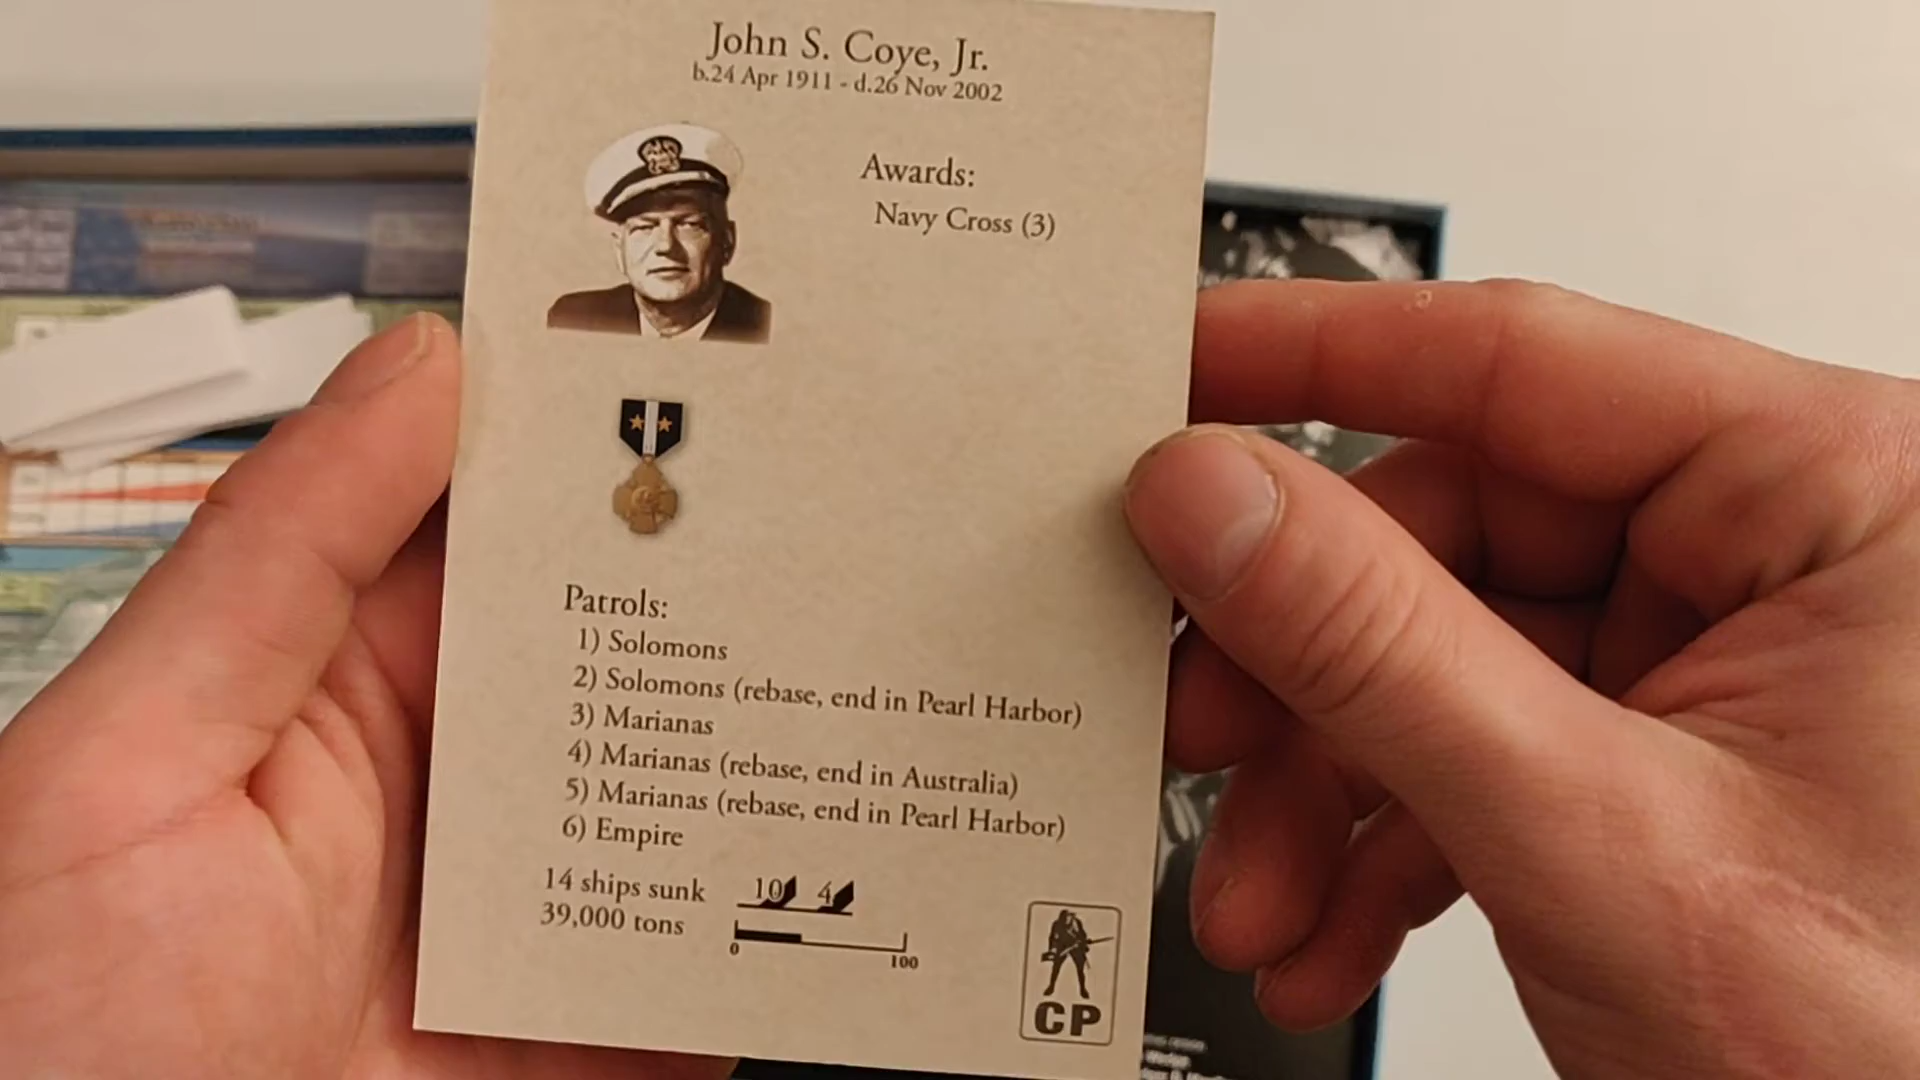 John S. Coye, Jr.
b.24 Apr 1911 - d.26 Nov 2002
Awards:
Navy Cross (3)
Patrols:
1) Solomons
2) Solomons (rebase, end in Pearl Harbor)
3) Marianas
4) Marianas (rebase, end in Australia)
5) Marianas (rebase, end in Pearl Harbor)
6) Empire
14 ships sunk
10 4
39,000 tons
0 100
CP